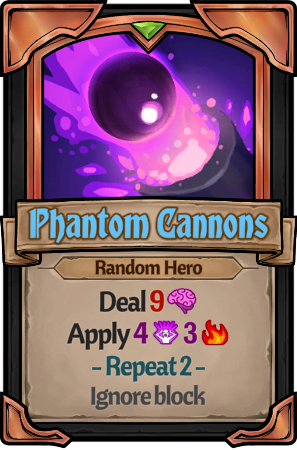 Phantom Cannons
Random Hero
Deal 9
Apply 4 3
- Repeat 2 -
Ignore block